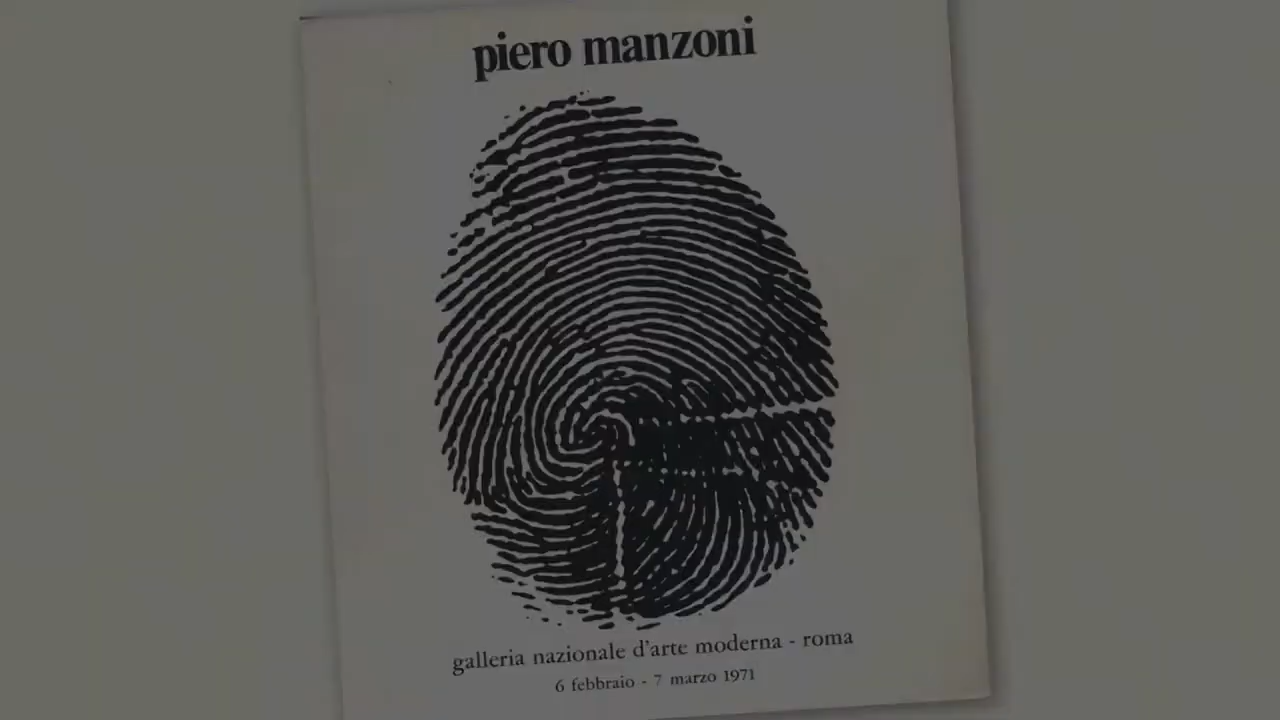 piero manzoni
galleria nazionale d'arte moderna - roma
6 febbraio - 7 marzo 1971